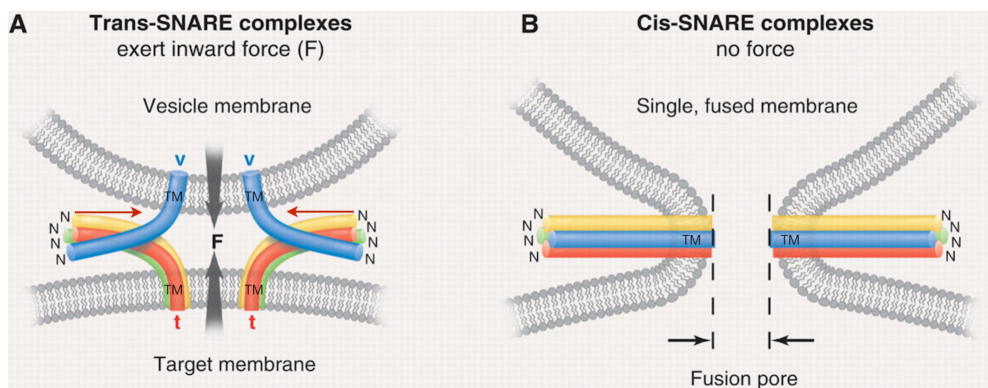 A
Trans-SNARE complexes
exert inward force (F)
Vesicle membrane
v
v
TM
TM
N
N
N
N
F
N
N
N
N
TM
TM
t
t
Target membrane
B
Cis-SNARE complexes
no force
Single, fused membrane
N
N
N
N
TM
TM
N
N
N
N
Fusion pore